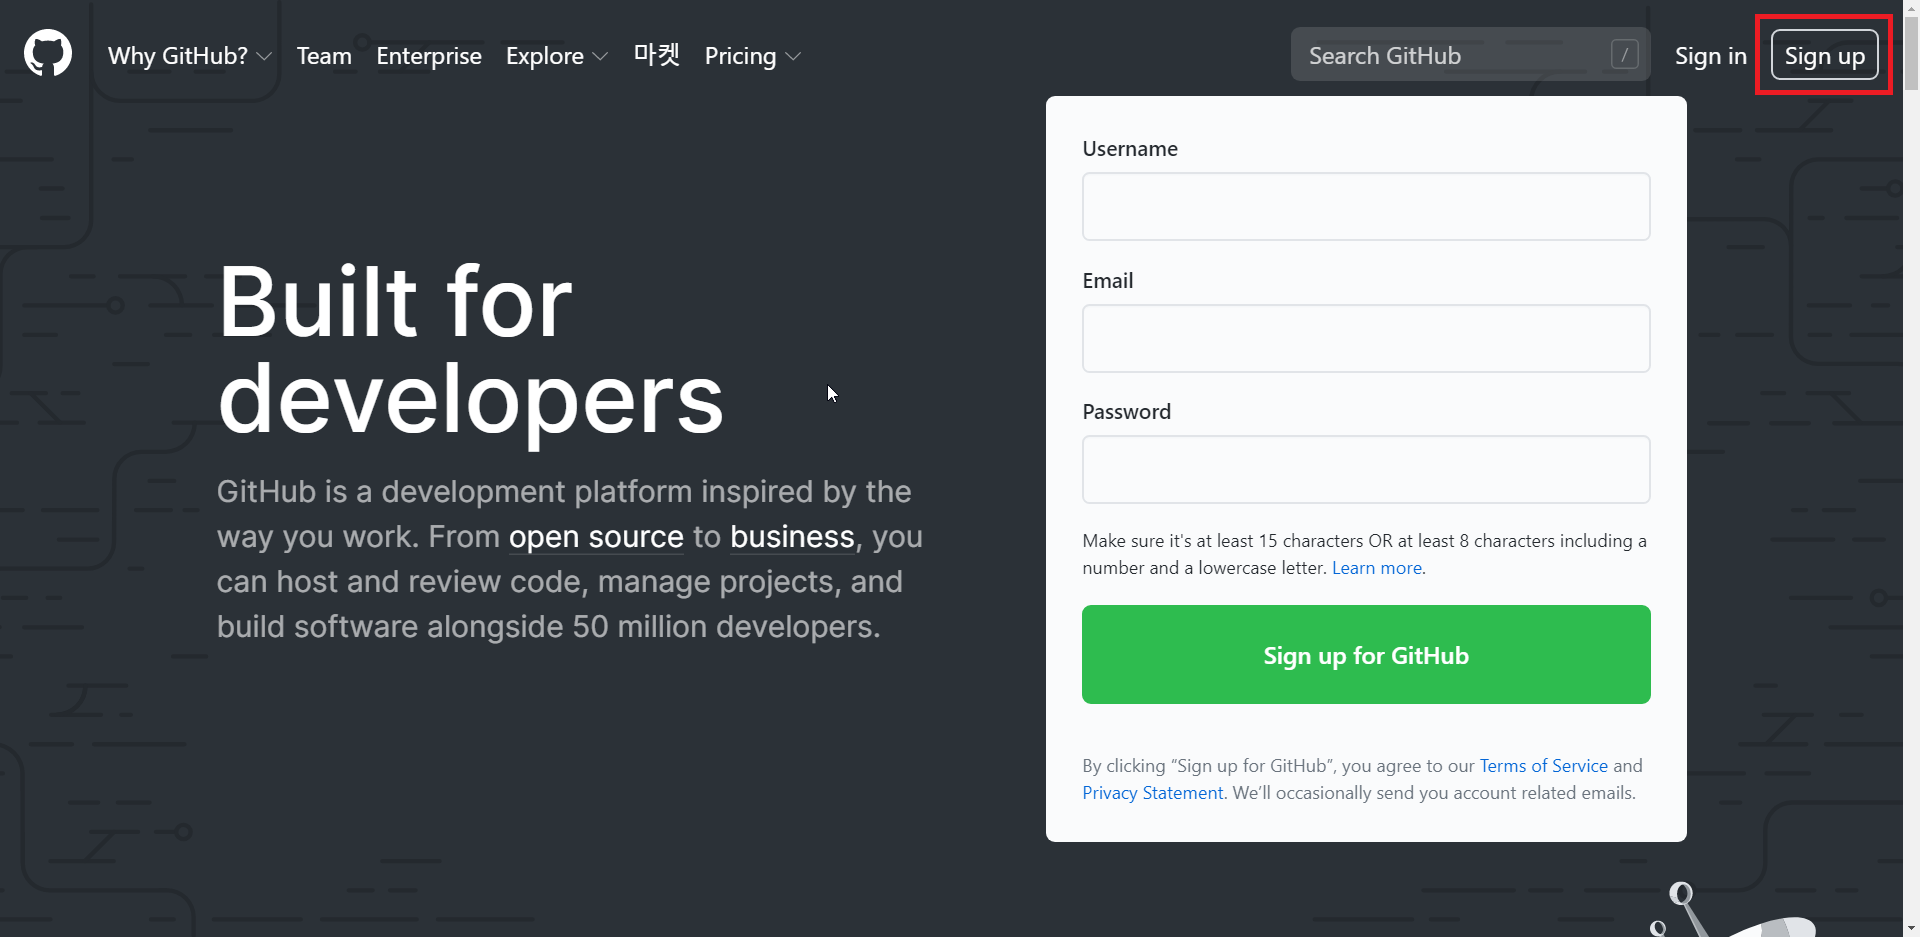 Why GitHub? Team Enterprise Explore 마켓 Pricing Search GitHub / Sign in Sign up
Built for
developers
GitHub is a development platform inspired by the
way you work. From open source to business, you
can host and review code, manage projects, and
build software alongside 50 million developers.
Username
Email
Password
Make sure it's at least 15 characters OR at least 8 characters including a
number and a lowercase letter. Learn more.
Sign up for GitHub
By clicking “Sign up for GitHub”, you agree to our Terms of Service and
Privacy Statement. We’ll occasionally send you account related emails.